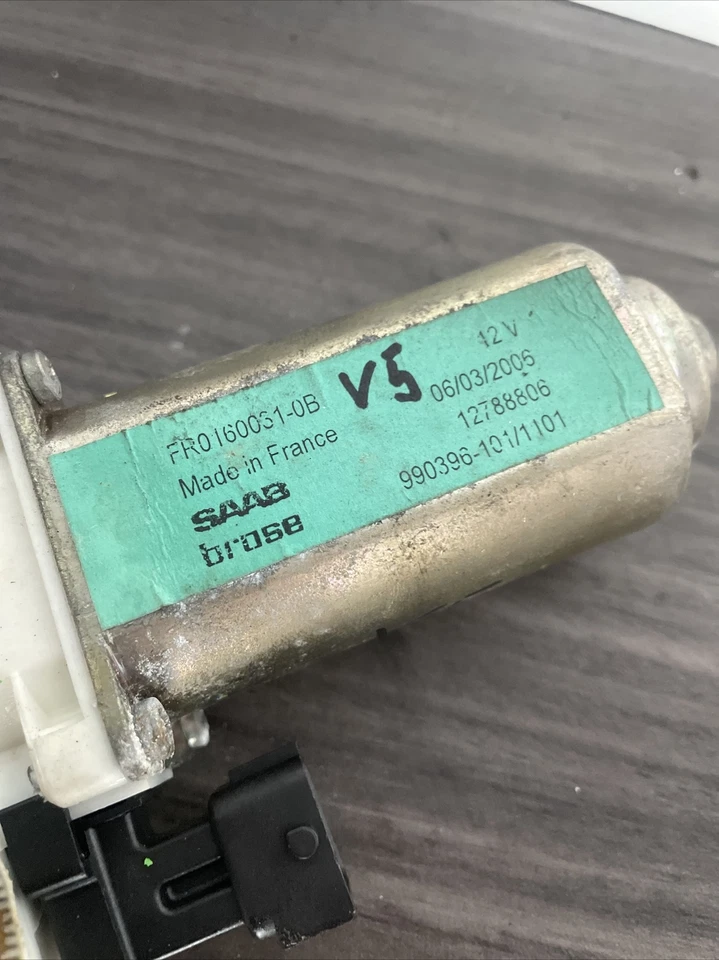 12 V
FR0160031-0B
V5
06/03/2006
Made in France
12788806
SAAB
990396-101/1101
brose